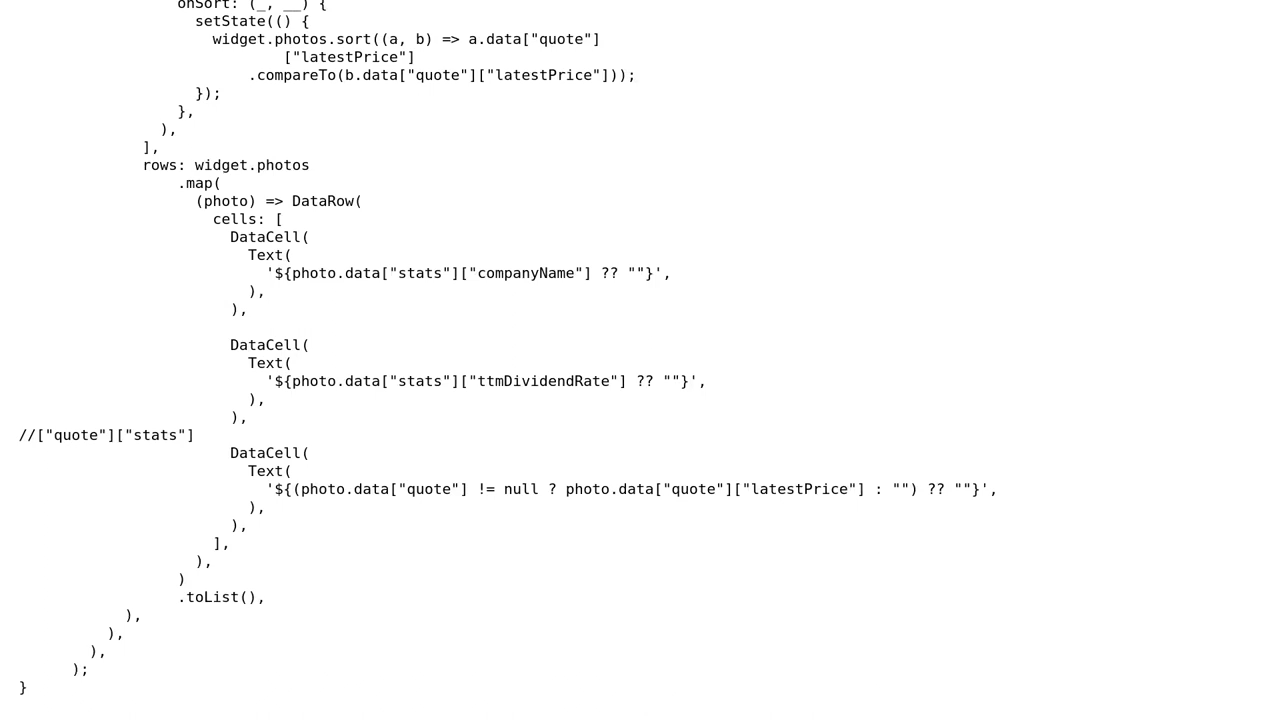 onSort: (_, __) {
setState(() {
widget.photos.sort((a, b) => a.data["quote"]
["latestPrice"]
.compareTo(b.data["quote"]["latestPrice"]));
});
},
),
],
rows: widget.photos
.map(
(photo) => DataRow(
cells: [
DataCell(
Text(
'${photo.data["stats"]["companyName"] ?? ""}',
),
),
DataCell(
Text(
'${photo.data["stats"]["ttmDividendRate"] ?? ""}',
),
),
//["quote"]["stats"]
DataCell(
Text(
'${(photo.data["quote"] != null ? photo.data["quote"]["latestPrice"] : "") ?? ""}',
),
),
],
),
)
.toList(),
),
),
),
);
}